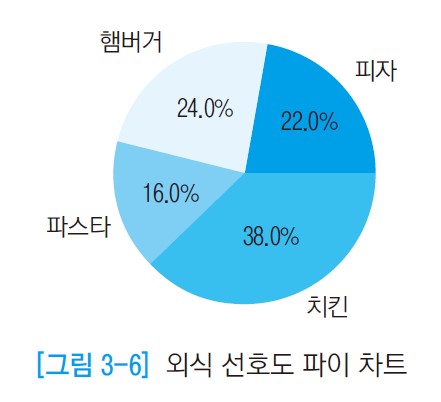 햄버거
피자
24.0%
22.0%
16.0%
38.0%
파스타
치킨
[그림 3-6] 외식 선호도 파이 차트